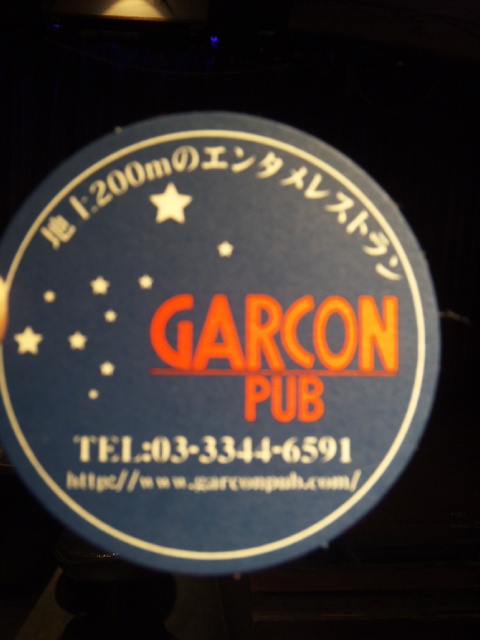 地上200mのエンタメレストラン
GARCON
PUB
TEL:03-3344-6591
http://www.garconpub.com/